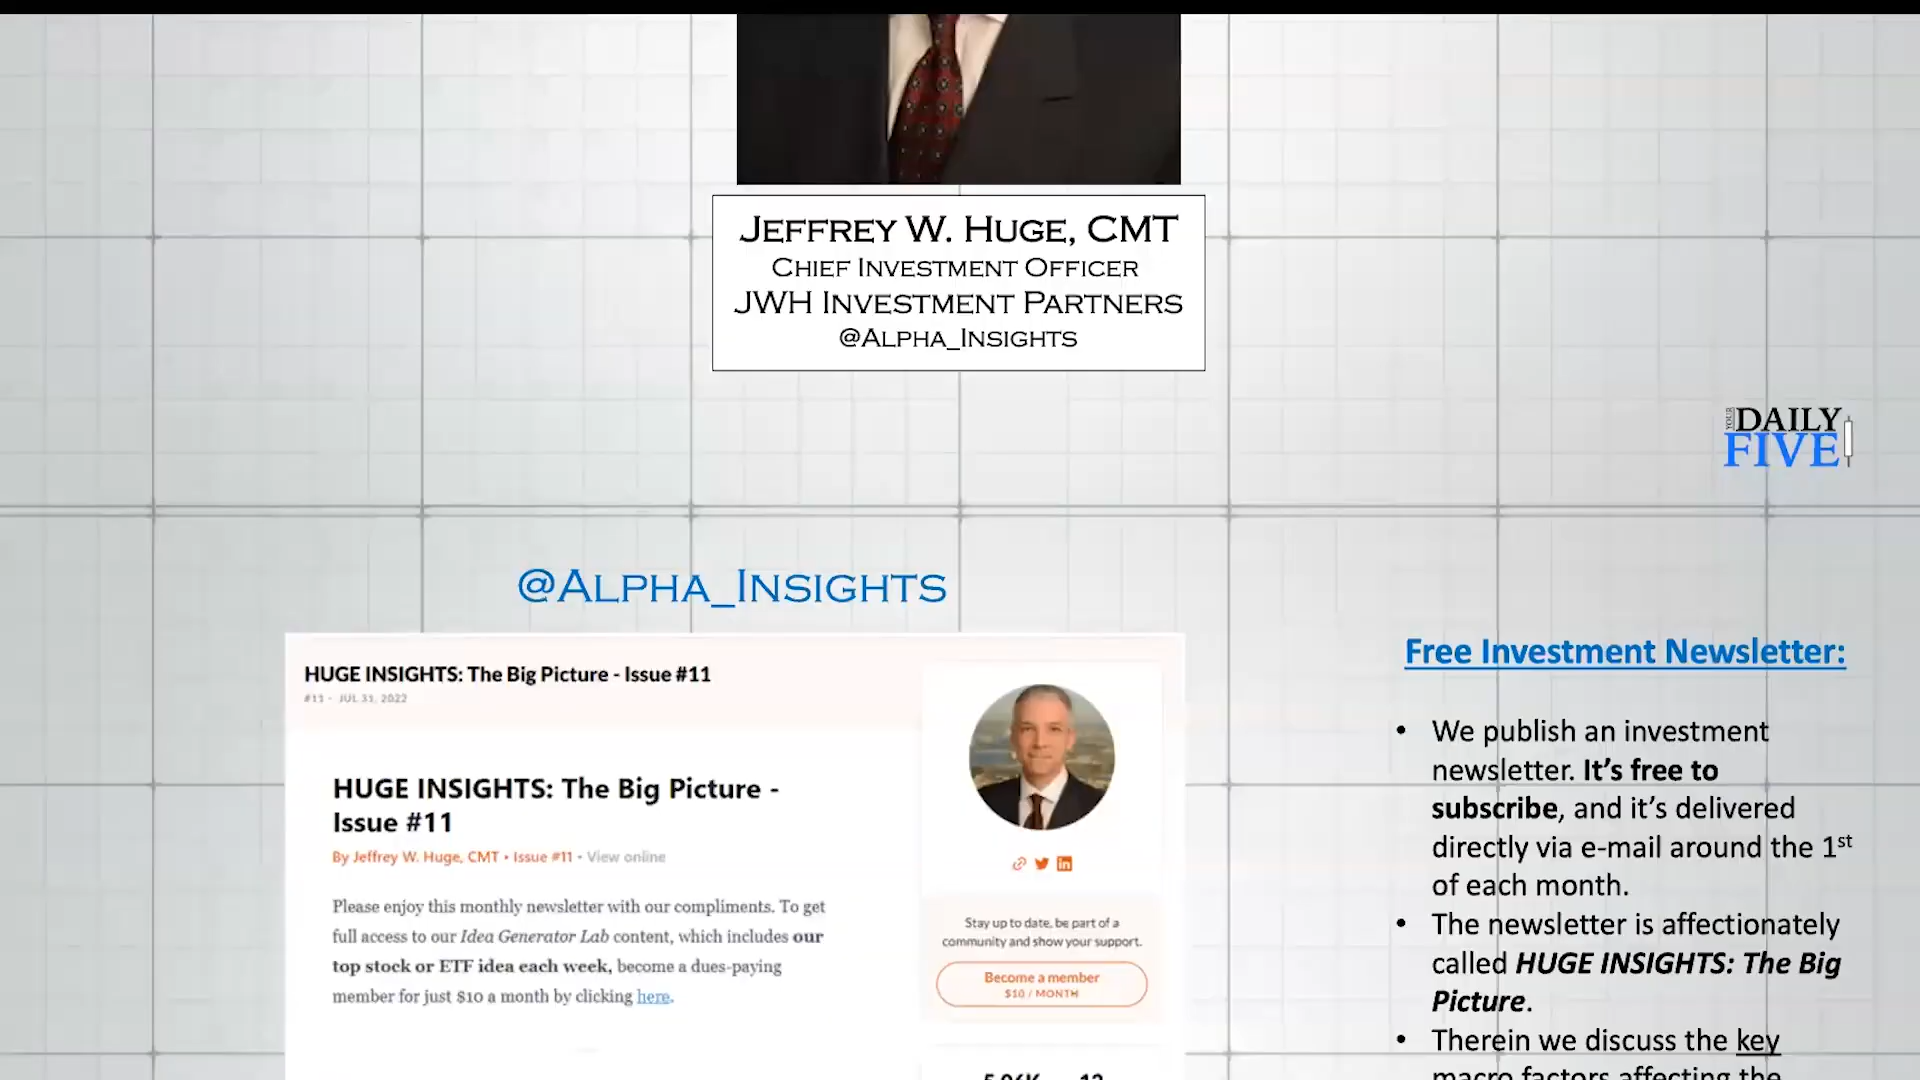 JEFFREY W. HUGE, CMT
CHIEF INVESTMENT OFFICER
JWH INVESTMENT PARTNERS
@ALPHA_INSIGHTS
YOUR
DAILY
FIVE
@ALPHA_INSIGHTS
HUGE INSIGHTS: The Big Picture - Issue #11
#11 - JUL 31, 2022
HUGE INSIGHTS: The Big Picture -
Issue #11
By Jeffrey W. Huge, CMT • Issue #11 • View online
Please enjoy this monthly newsletter with our compliments. To get
full access to our Idea Generator Lab content, which includes our
top stock or ETF idea each week, become a dues-paying
member for just $10 a month by clicking here.
Stay up to date, be part of a
community and show your support.
Become a member
$10 / MONTH
Free Investment Newsletter:
• We publish an investment
newsletter. It’s free to
subscribe, and it’s delivered
directly via e-mail around the 1st
of each month.
• The newsletter is affectionately
called HUGE INSIGHTS: The Big
Picture.
• Therein we discuss the key
macro factors affecting the